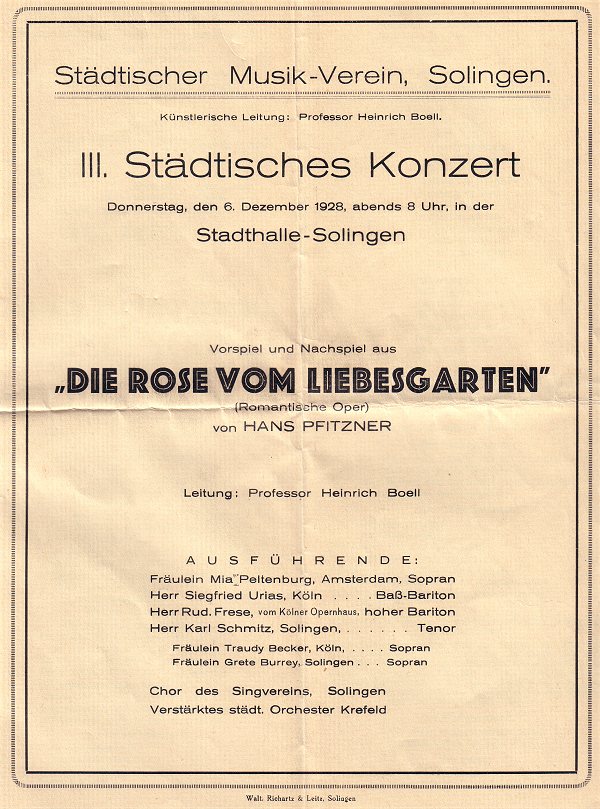 Städtischer Musik-Verein, Solingen.
Künstlerische Leitung: Professor Heinrich Boell.
III. Städtisches Konzert
Donnerstag, den 6. Dezember 1928, abends 8 Uhr, in der
Stadthalle-Solingen
Vorspiel und Nachspiel aus
„DIE ROSE VOM LIEBESGARTEN”
(Romantische Oper)
von HANS PFITZNER
Leitung: Professor Heinrich Boell
AUSFÜHRENDE:
Fräulein Mia Peltenburg, Amsterdam, Sopran
Herr Siegfried Urias, Köln . . . . Baß-Bariton
Herr Rud. Frese, vom Kölner Opernhaus, hoher Bariton
Herr Karl Schmitz, Solingen, . . . . . . Tenor
Fräulein Traudy Becker, Köln, . . . . Sopran
Fräulein Grete Burrey, Solingen . . . Sopran
Chor des Singvereins, Solingen
Verstärktes städt. Orchester Krefeld
Walt. Richartz & Leitz, Solingen